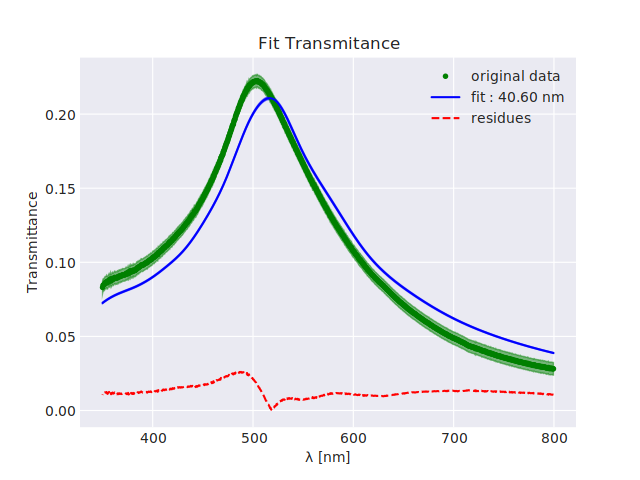 Fit Transmitance
original data
fit : 40.60 nm
residues
Transmittance
0.20
0.15
0.10
0.05
0.00
400 500 600 700 800
λ [nm]